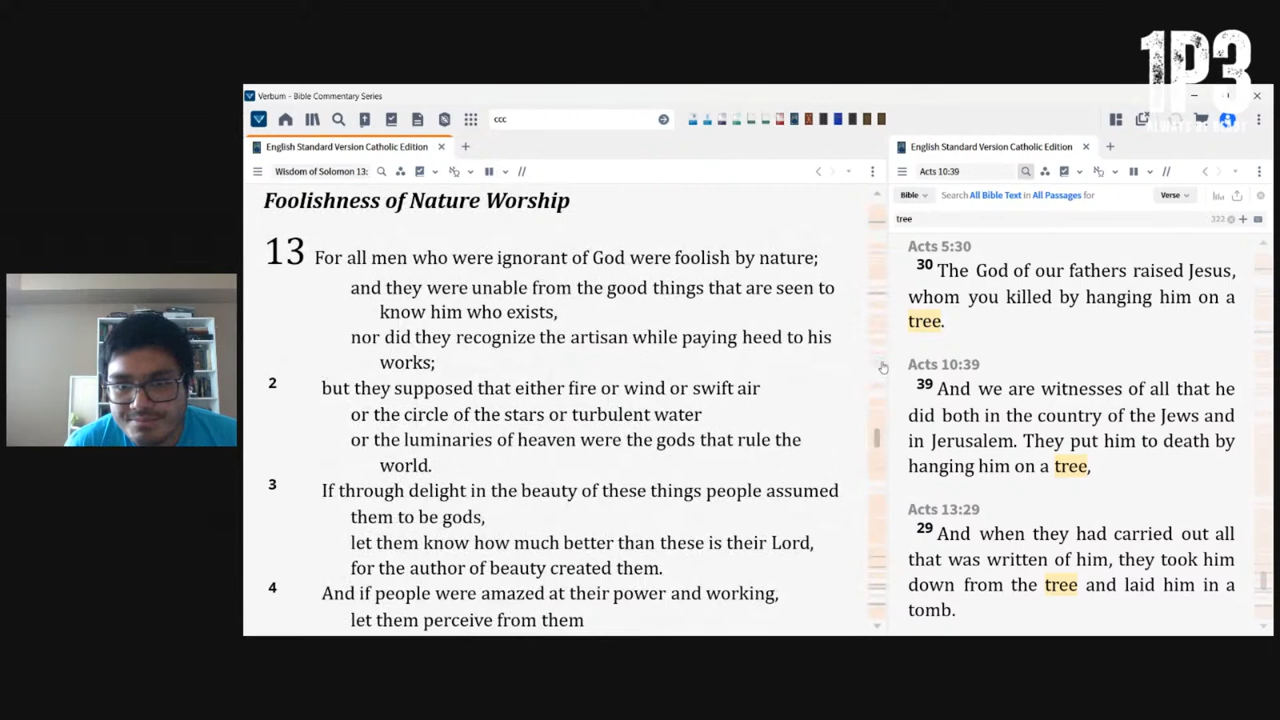 1P3
ALWAYS BE READY
Verbum – Bible Commentary Series
ccc
English Standard Version Catholic Edition
Wisdom of Solomon 13:
Foolishness of Nature Worship
13 For all men who were ignorant of God were foolish by nature;
and they were unable from the good things that are seen to
know him who exists,
nor did they recognize the artisan while paying heed to his
works;
2 but they supposed that either fire or wind or swift air
or the circle of the stars or turbulent water
or the luminaries of heaven were the gods that rule the
world.
3 If through delight in the beauty of these things people assumed
them to be gods,
let them know how much better than these is their Lord,
for the author of beauty created them.
4 And if people were amazed at their power and working,
let them perceive from them
English Standard Version Catholic Edition
Acts 10:39
Bible Search All Bible Text in All Passages for Verse
tree 322
Acts 5:30
30 The God of our fathers raised Jesus,
whom you killed by hanging him on a
tree.
Acts 10:39
39 And we are witnesses of all that he
did both in the country of the Jews and
in Jerusalem. They put him to death by
hanging him on a tree,
Acts 13:29
29 And when they had carried out all
that was written of him, they took him
down from the tree and laid him in a
tomb.